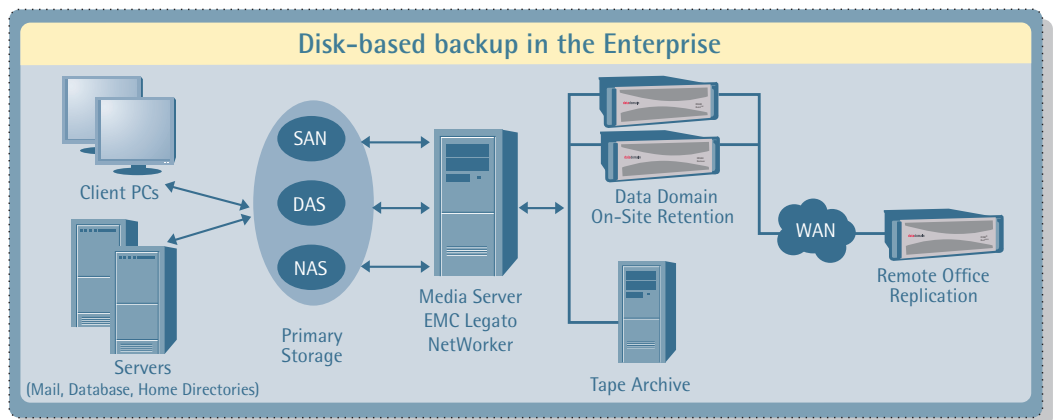 Disk-based backup in the Enterprise
Client PCs
Servers
(Mail, Database, Home Directories)
SAN
DAS
NAS
Primary
Storage
Media Server
EMC Legato
NetWorker
Data Domain
On-Site Retention
Tape Archive
WAN
Remote Office
Replication